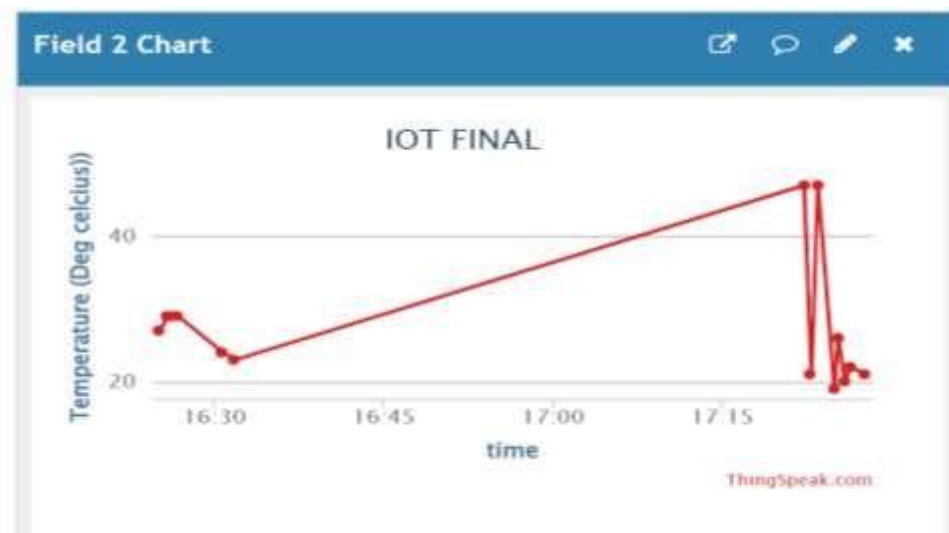 Field 2 Chart
IOT FINAL
Temperature (Deg celcius))
40
20
16:30
16:45
17:00
17:15
time
ThingSpeak.com